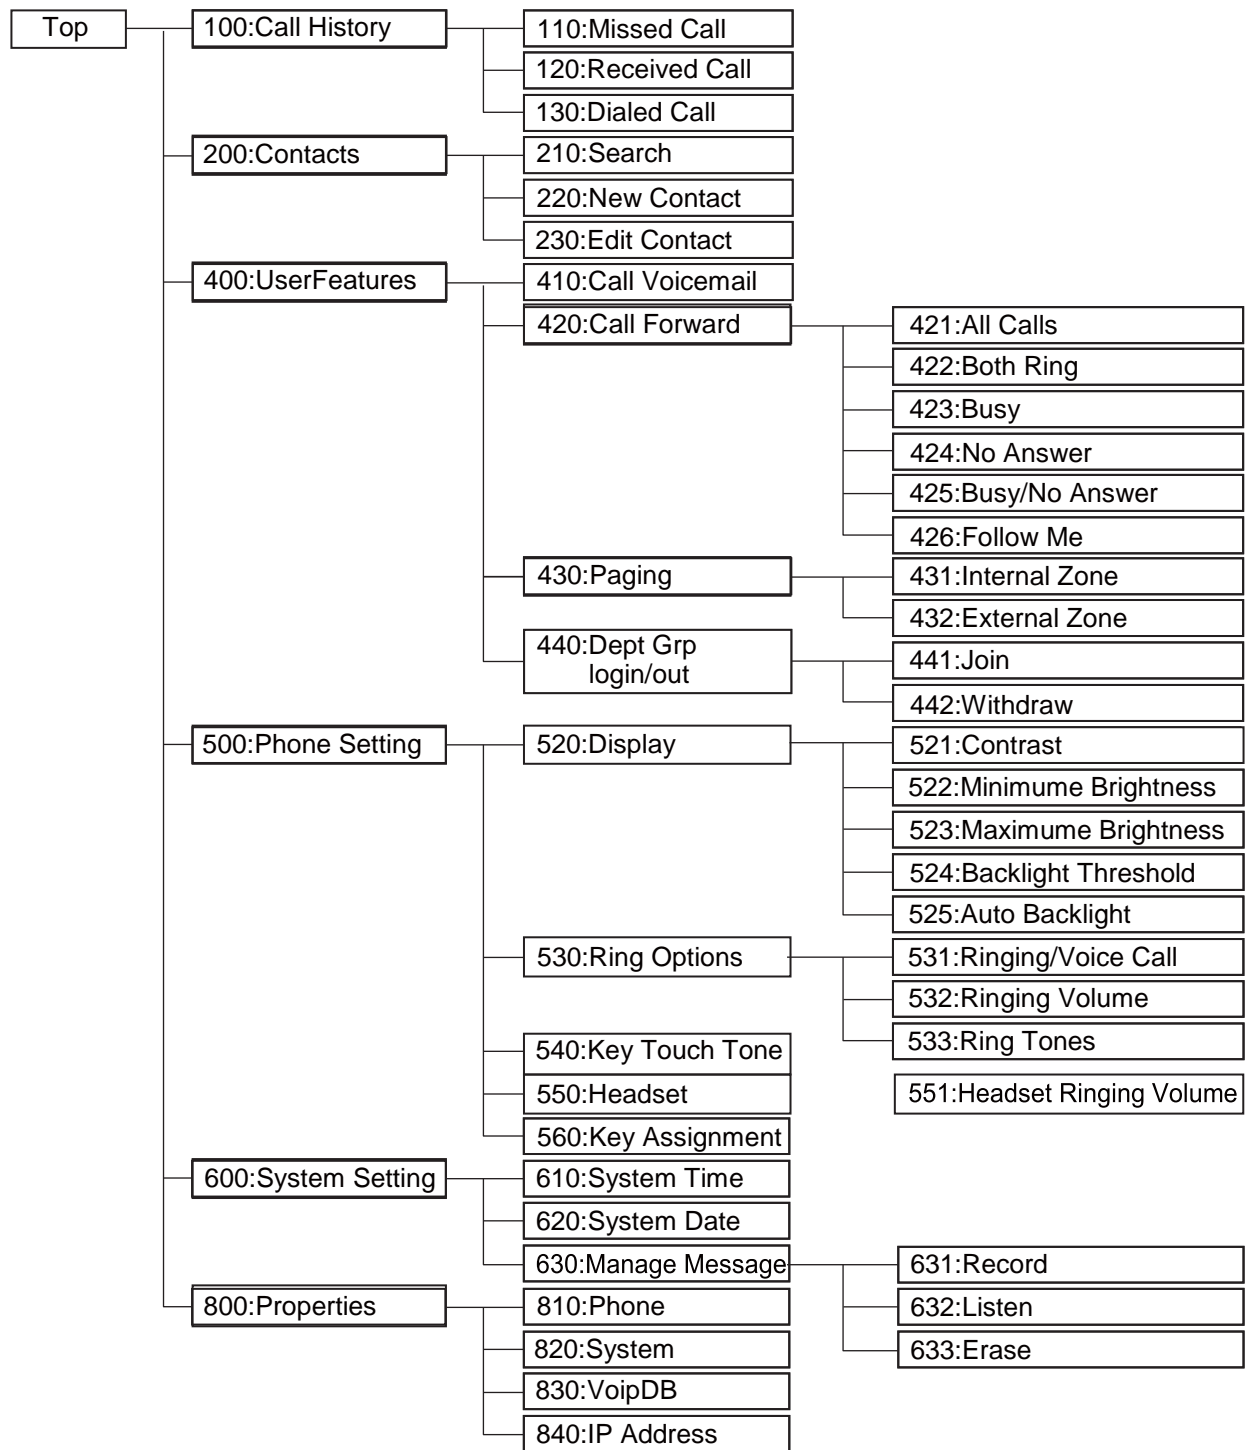 Top
100:Call History
110:Missed Call
120:Received Call
130:Dialed Call
200:Contacts
210:Search
220:New Contact
230:Edit Contact
400:UserFeatures
410:Call Voicemail
420:Call Forward
421:All Calls
422:Both Ring
423:Busy
424:No Answer
425:Busy/No Answer
426:Follow Me
430:Paging
431:Internal Zone
432:External Zone
440:Dept Grp
login/out
441:Join
442:Withdraw
500:Phone Setting
520:Display
521:Contrast
522:Minimume Brightness
523:Maximume Brightness
524:Backlight Threshold
525:Auto Backlight
530:Ring Options
531:Ringing/Voice Call
532:Ringing Volume
533:Ring Tones
540:Key Touch Tone
550:Headset
551:Headset Ringing Volume
560:Key Assignment
600:System Setting
610:System Time
620:System Date
630:Manage Message
631:Record
632:Listen
633:Erase
800:Properties
810:Phone
820:System
830:VoipDB
840:IP Address